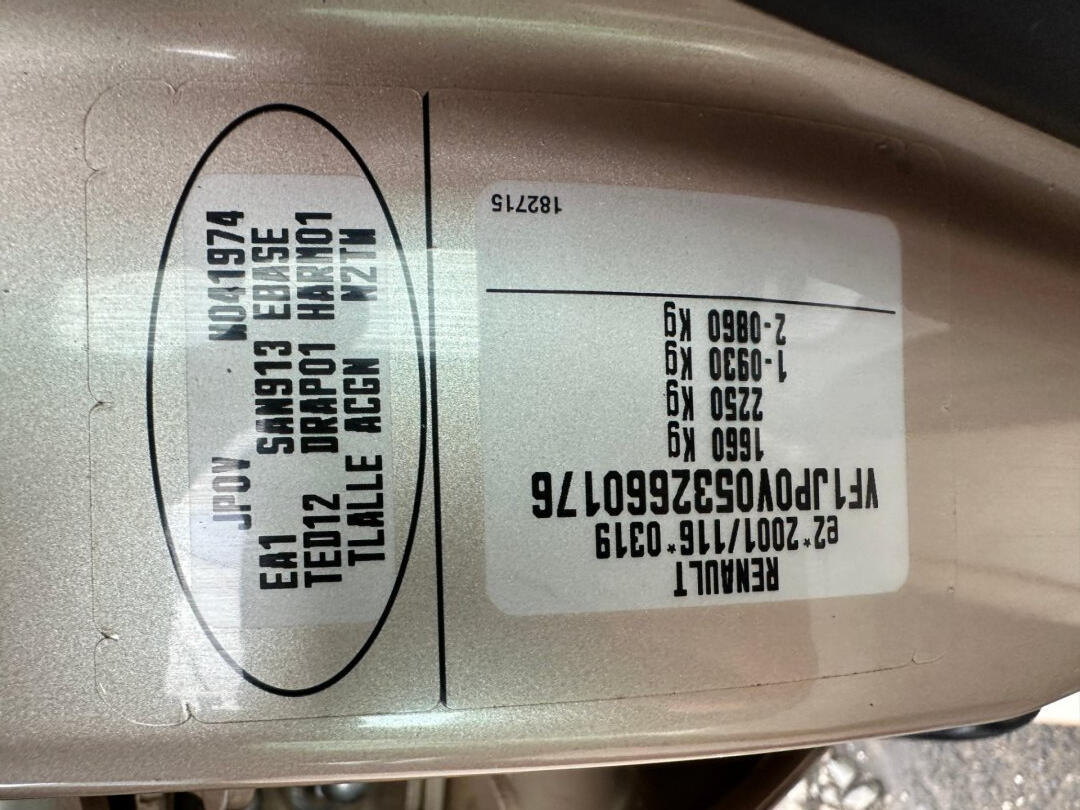 RENAULT
e2*2001/116*0319
VF1JP0V0532660176
1660 Kg
2250 Kg
1-0930 Kg
2-0860 Kg
182715
JP0V N041974
EA1 SAN913 EBASE
TED12 DRAP01 HARM01
TLALLE ACGN N2TW